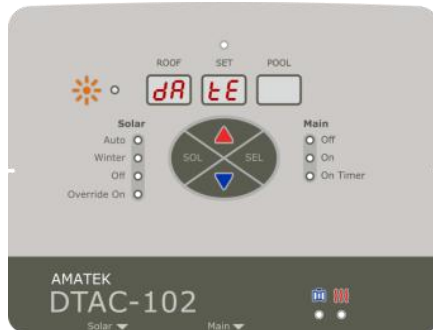 ROOF SET POOL
dA tE
Solar Main
Auto Off
Winter SOL SEL On
Off On Timer
Override On
AMATEK
DTAC-102
Solar Main